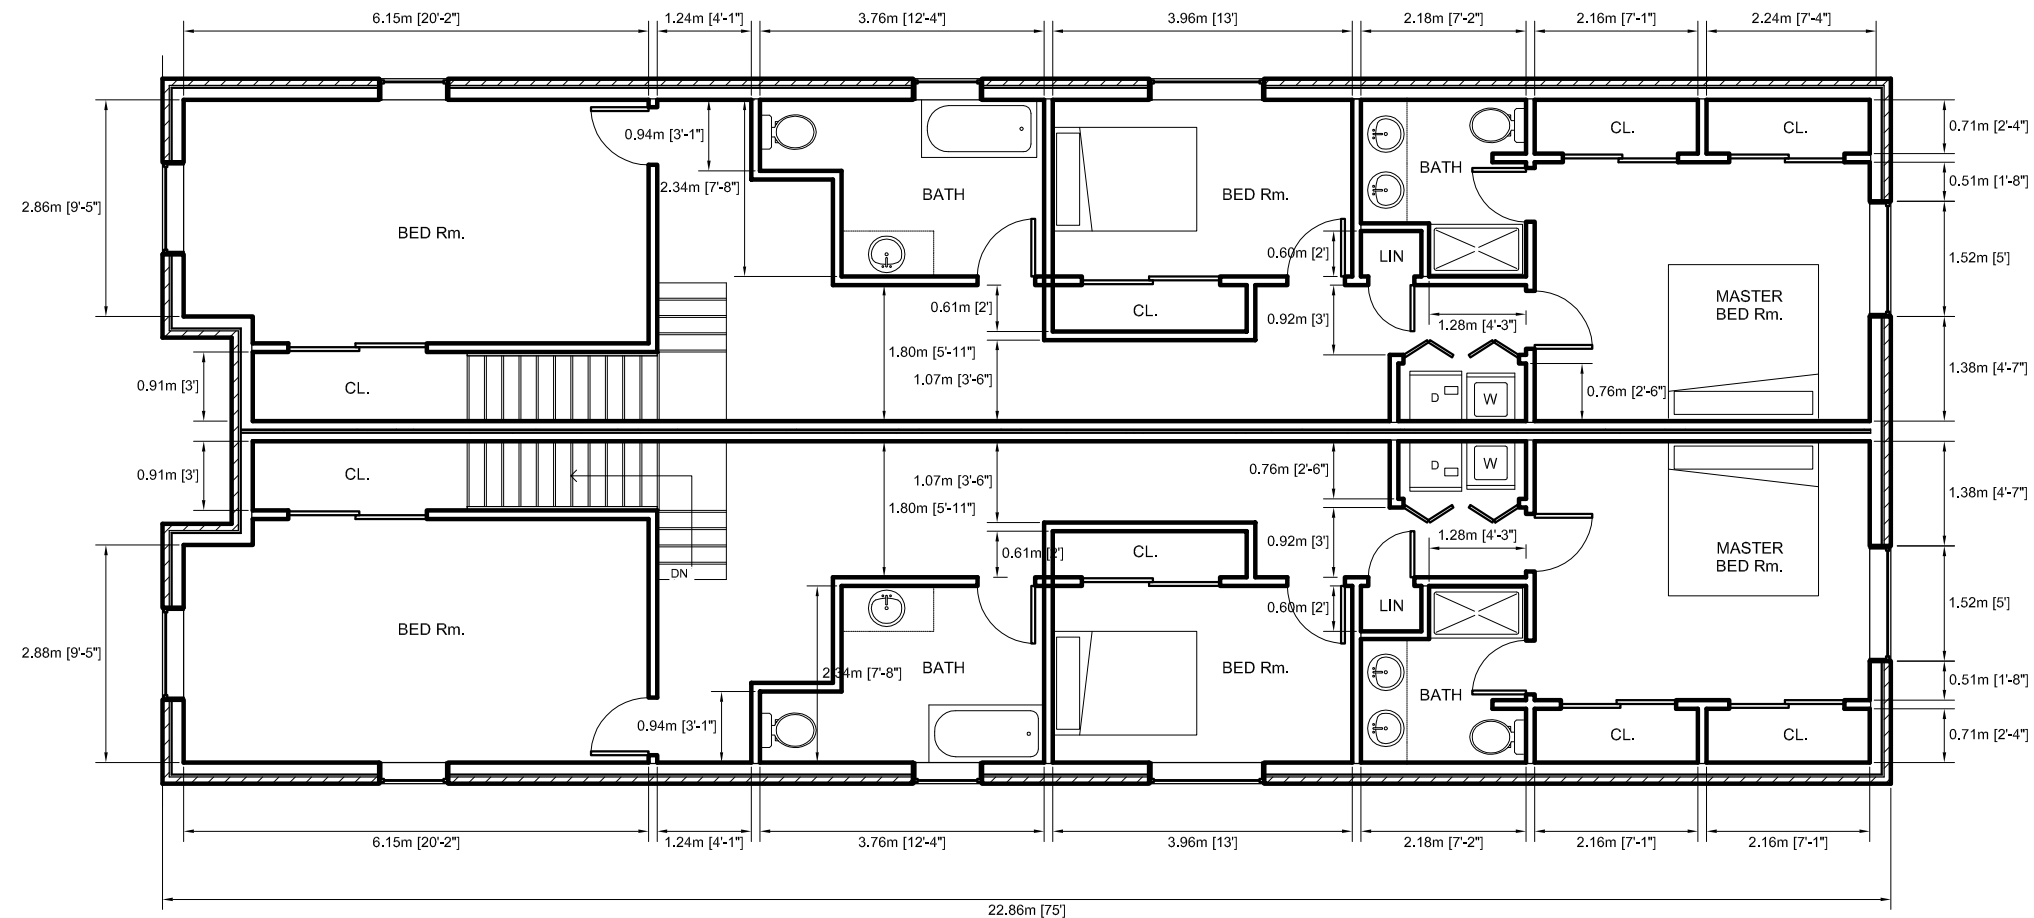 6.15m [20'-2"] 1.24m [4'-1"] 3.76m [12'-4"] 3.96m [13'] 2.18m [7'-2"] 2.16m [7'-1"] 2.24m [7'-4"]
0.94m [3'-1"]
CL. CL.
0.71m [2'-4"]
BATH
2.34m [7'-8"]
BATH
BED Rm.
0.51m [1'-8"]
2.86m [9'-5"]
BED Rm.
0.60m [2']
LIN
1.52m [5']
MASTER
BED Rm.
0.61m [2']
CL.
0.92m [3']
1.28m [4'-3"]
1.80m [5'-11"]
1.38m [4'-7"]
1.07m [3'-6"]
0.91m [3']
CL.
D W
0.76m [2'-6"]
0.91m [3']
CL.
1.07m [3'-6"]
0.76m [2'-6"]
D W
1.38m [4'-7"]
1.80m [5'-11"]
1.28m [4'-3"]
0.92m [3']
0.61m [2']
CL.
MASTER
BED Rm.
DN
1.52m [5']
0.60m [2']
LIN
BED Rm.
2.88m [9'-5"]
2.34m [7'-8"]
BATH
BED Rm.
0.51m [1'-8"]
BATH
0.94m [3'-1"]
CL. CL.
0.71m [2'-4"]
6.15m [20'-2"] 1.24m [4'-1"] 3.76m [12'-4"] 3.96m [13'] 2.18m [7'-2"] 2.16m [7'-1"] 2.16m [7'-1"]
22.86m [75']